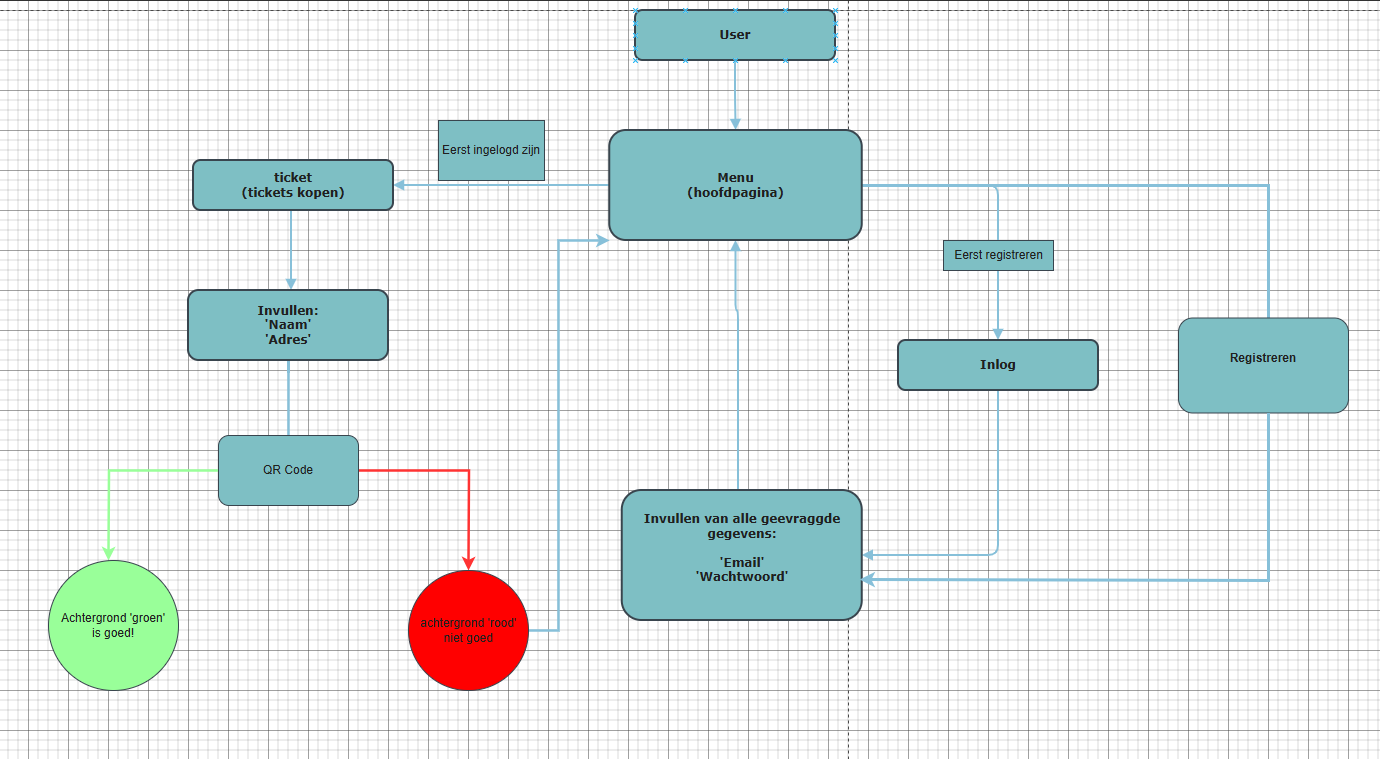 User
Eerst ingelogd zijn
Menu
(hoofdpagina)
ticket
(tickets kopen)
Eerst registreren
Invullen:
'Naam'
'Adres'
Inlog
Registreren
QR Code
Invullen van alle geevraggde
gegevens:
'Email'
'Wachtwoord'
Achtergrond 'groen'
is goed!
achtergrond 'rood'
niet goed